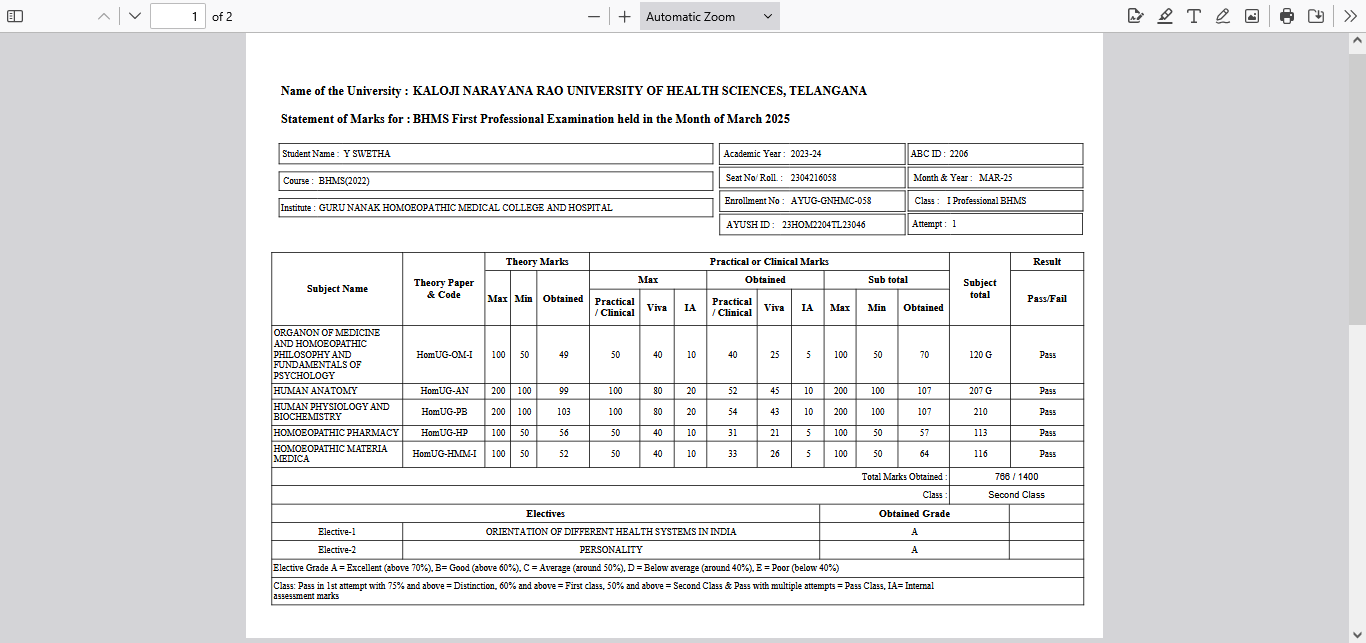 1 of 2 Automatic Zoom
Name of the University : KALOJI NARAYANA RAO UNIVERSITY OF HEALTH SCIENCES, TELANGANA
Statement of Marks for : BHMS First Professional Examination held in the Month of March 2025
Student Name : Y SWETHA
Academic Year : 2023-24
ABC ID : 2206
Course : BHMS(2022)
Seat No/ Roll. : 2304216058
Month & Year : MAR-25
Institute : GURU NANAK HOMOEOPATHIC MEDICAL COLLEGE AND HOSPITAL
Enrollment No : AYUG-GNHMC-058
Class : I Professional BHMS
AYUSH ID : 23HOM2204TL23046
Attempt : 1
Subject Name
Theory Paper
& Code
Theory Marks
Practical or Clinical Marks
Subject
total
Result
Max Min Obtained
Max
Obtained
Sub total
Pass/Fail
Practical
/ Clinical
Viva IA
Practical
/ Clinical
Viva IA
Max Min Obtained
ORGANON OF MEDICINE
AND HOMOEOPATHIC
PHILOSOPHY AND
FUNDAMENTALS OF
PSYCHOLOGY
HomUG-OM-I 100 50 49 50 40 10 40 25 5 100 50 70 120 G Pass
HUMAN ANATOMY HomUG-AN 200 100 99 100 80 20 52 45 10 200 100 107 207 G Pass
HUMAN PHYSIOLOGY AND
BIOCHEMISTRY
HomUG-PB 200 100 103 100 80 20 54 43 10 200 100 107 210 Pass
HOMOEOPATHIC PHARMACY HomUG-HP 100 50 56 50 40 10 31 21 5 100 50 57 113 Pass
HOMOEOPATHIC MATERIA
MEDICA
HomUG-HMM-I 100 50 52 50 40 10 33 26 5 100 50 64 116 Pass
Total Marks Obtained : 766 / 1400
Class : Second Class
Electives Obtained Grade
Elective-1 ORIENTATION OF DIFFERENT HEALTH SYSTEMS IN INDIA A
Elective-2 PERSONALITY A
Elective Grade A = Excellent (above 70%), B= Good (above 60%), C = Average (around 50%), D = Below average (around 40%), E = Poor (below 40%)
Class: Pass in 1st attempt with 75% and above = Distinction, 60% and above = First class, 50% and above = Second Class & Pass with multiple attempts = Pass Class, IA= Internal
assessment marks